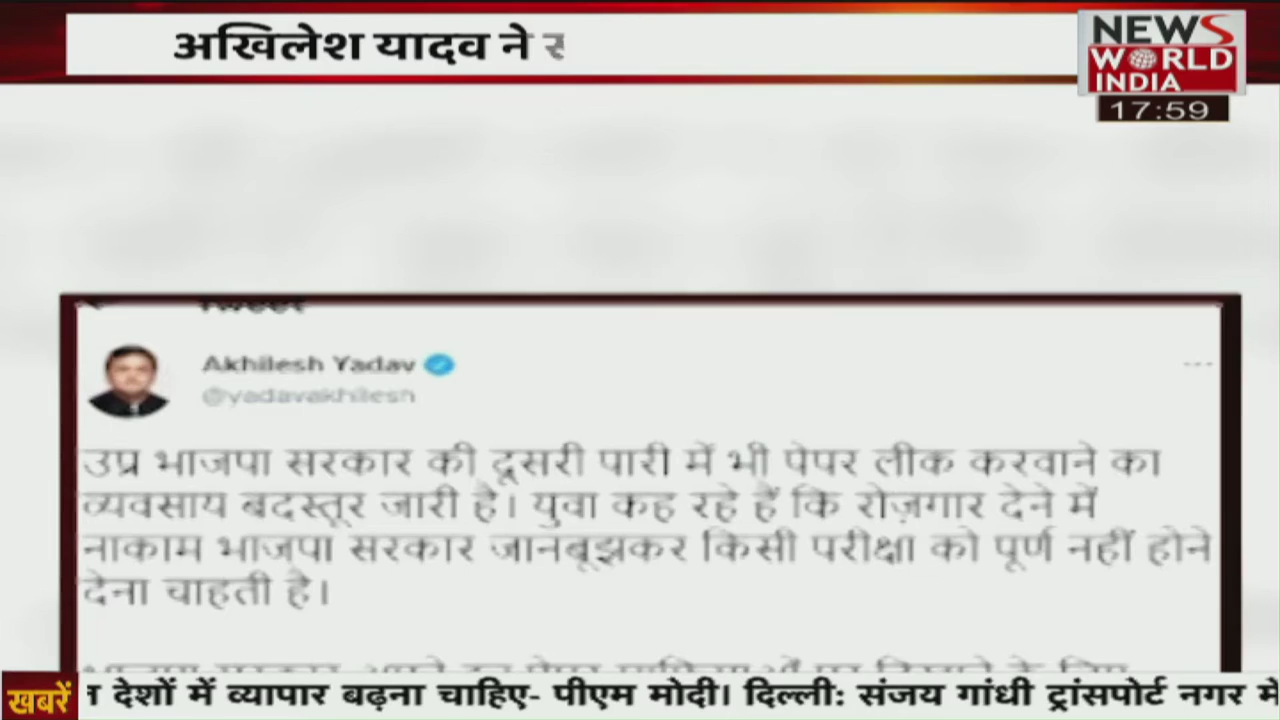 अखिलेश यादव ने
NEWS
WORLD
INDIA
17:59
Tweet
Akhilesh Yadav
@yadavakhilesh
उप्र भाजपा सरकार की दूसरी पारी में भी पेपर लीक करवाने का
व्यवसाय बदस्तूर जारी है। युवा कह रहे हैं कि रोज़गार देने में
नाकाम भाजपा सरकार जानबूझकर किसी परीक्षा को पूर्ण नहीं होने
देना चाहती है।
खबरें
देशों में व्यापार बढ़ना चाहिए- पीएम मोदी। दिल्ली: संजय गांधी ट्रांसपोर्ट नगर में